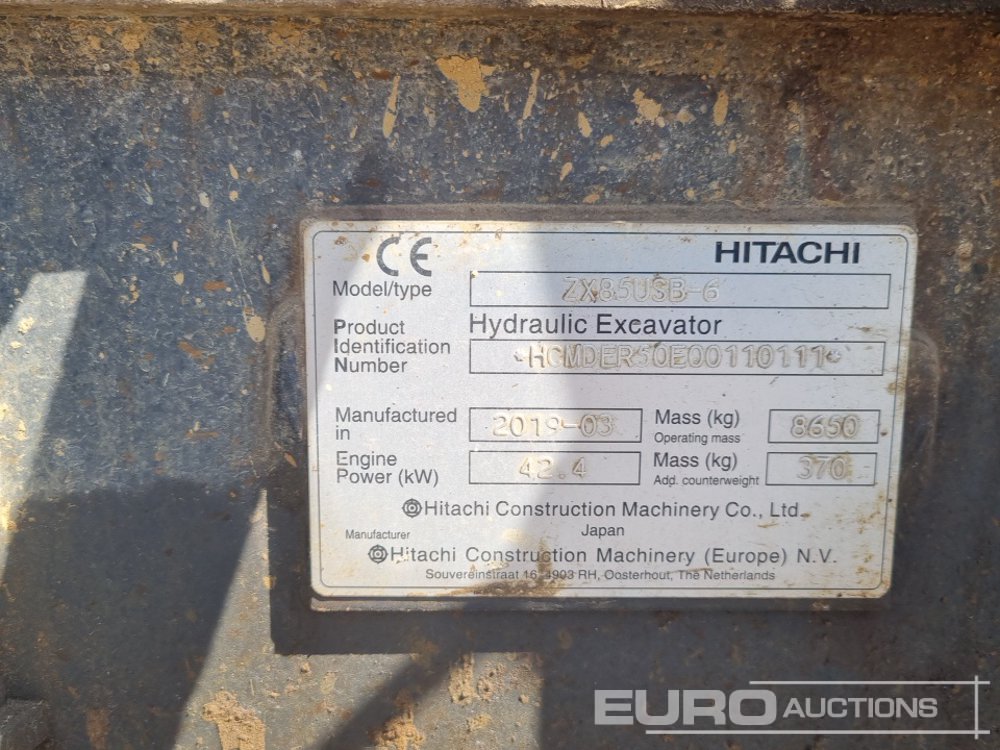 CE HITACHI
Model/type ZX85USB-6
Hydraulic Excavator
Product
Identification
Number *HCMDER50E00110111*
Manufactured
in 2019-03 Mass (kg)
Operating mass 8650
Engine
Power (kW) 42.4 Mass (kg)
Add. counterweight 370
Hitachi Construction Machinery Co., Ltd.
Japan
Manufacturer
Hitachi Construction Machinery (Europe) N.V.
Souvereinstraat 16, 4903 RH, Oosterhout, The Netherlands
EURO AUCTIONS